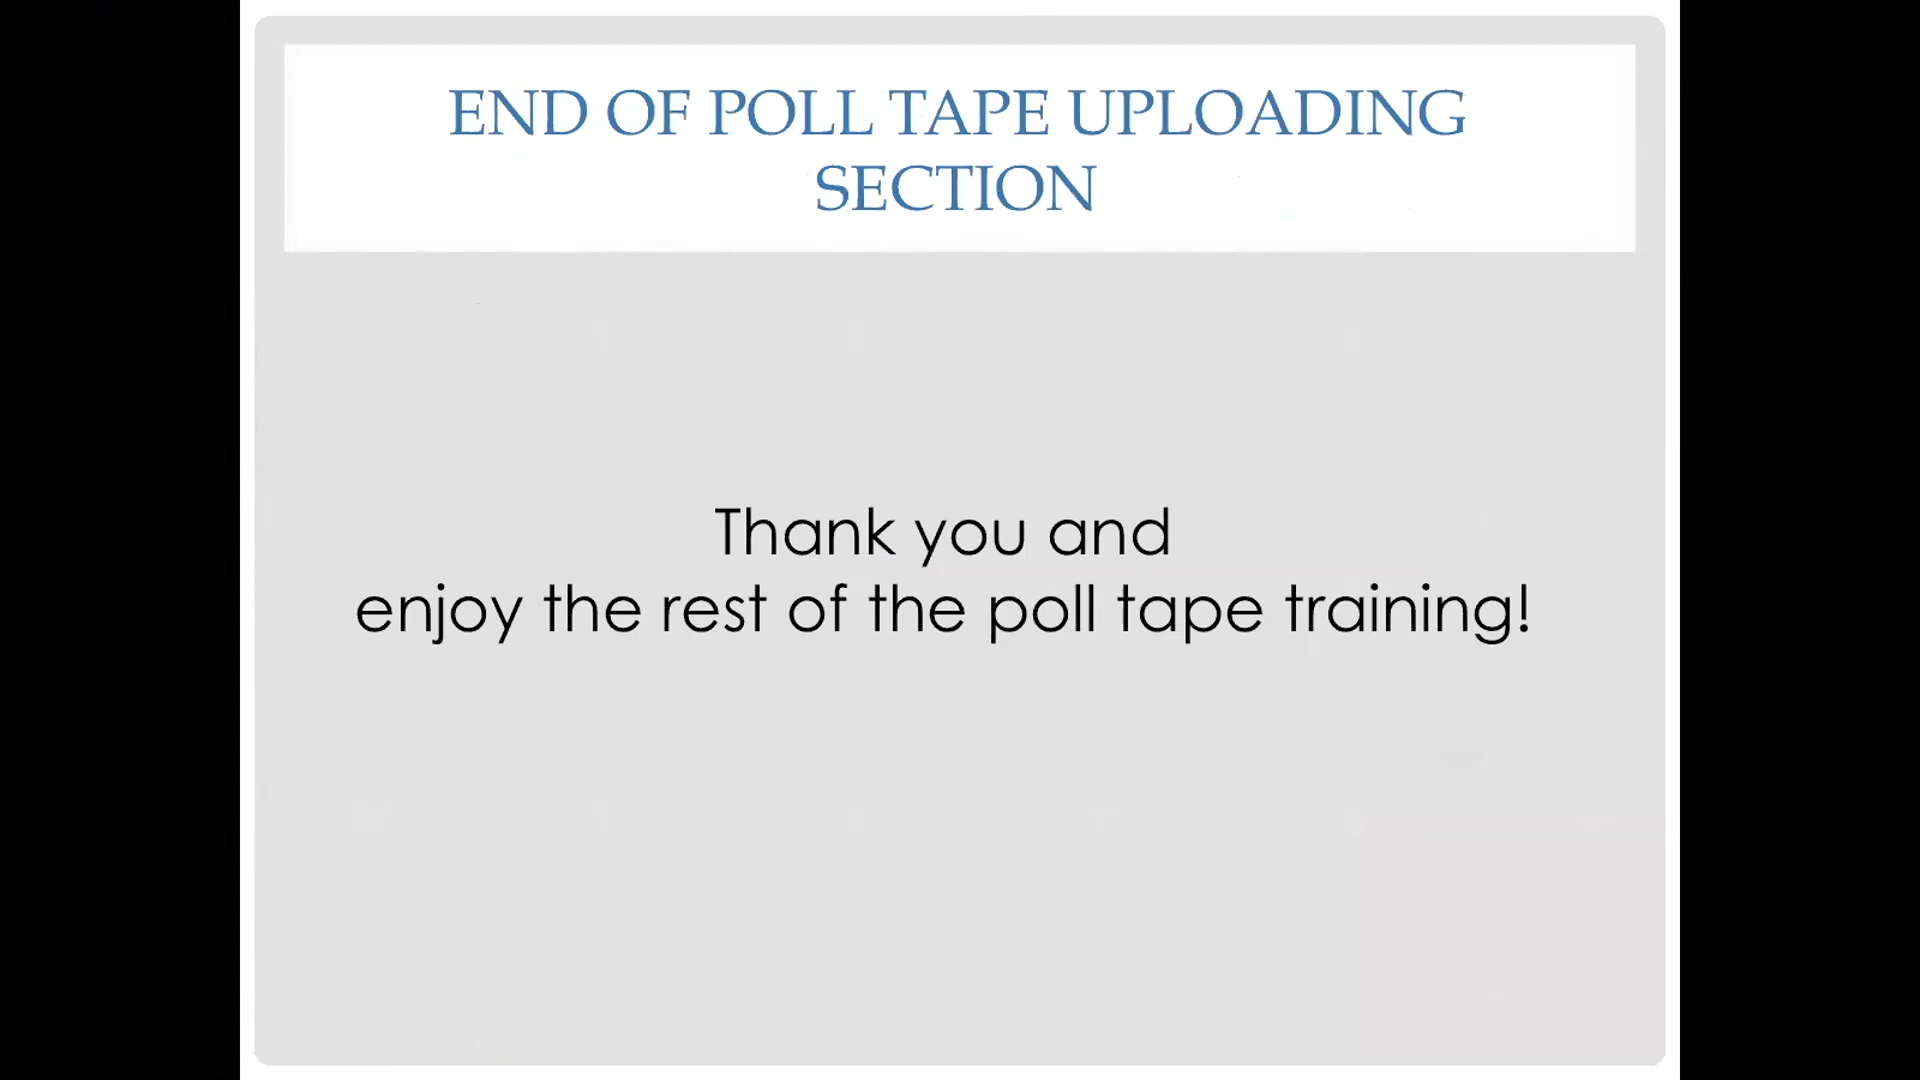 END OF POLL TAPE UPLOADING
SECTION
Thank you and
enjoy the rest of the poll tape training!